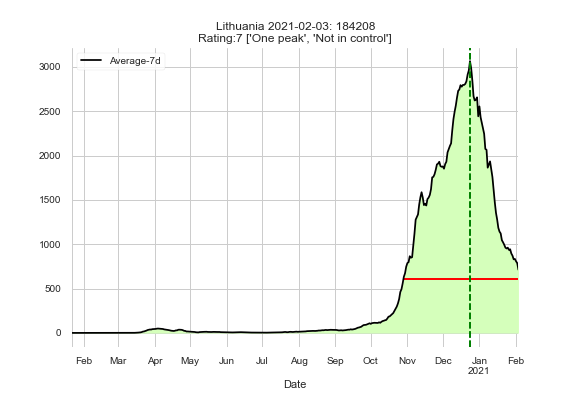 Lithuania 2021-02-03: 184208
Rating:7 ['One peak', 'Not in control']
Average-7d
3000
2500
2000
1500
1000
500
0
Feb Mar Apr May Jun Jul Aug Sep Oct Nov Dec Jan Feb
2021
Date